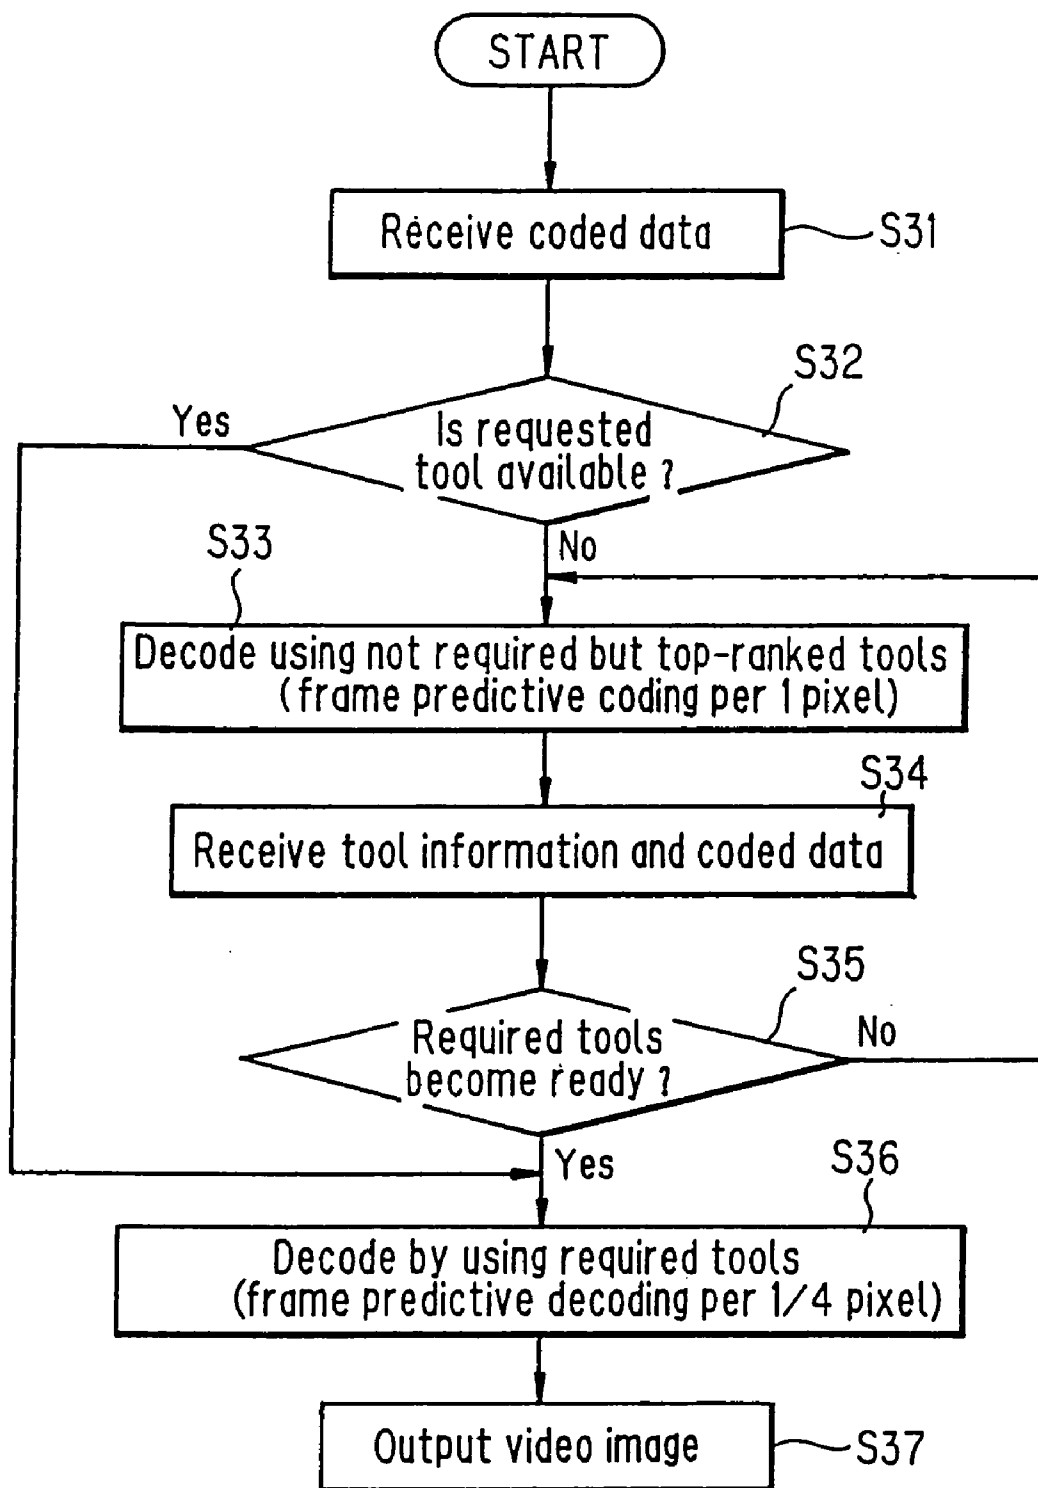 START
Receive coded data
S31
S32
Yes
Is requested
tool available ?
No
S33
Decode using not required but top-ranked tools
(frame predictive coding per 1 pixel)
S34
Receive tool information and coded data
S35
Required tools
become ready ?
No
Yes
S36
Decode by using required tools
(frame predictive decoding per 1/4 pixel)
Output video image
S37